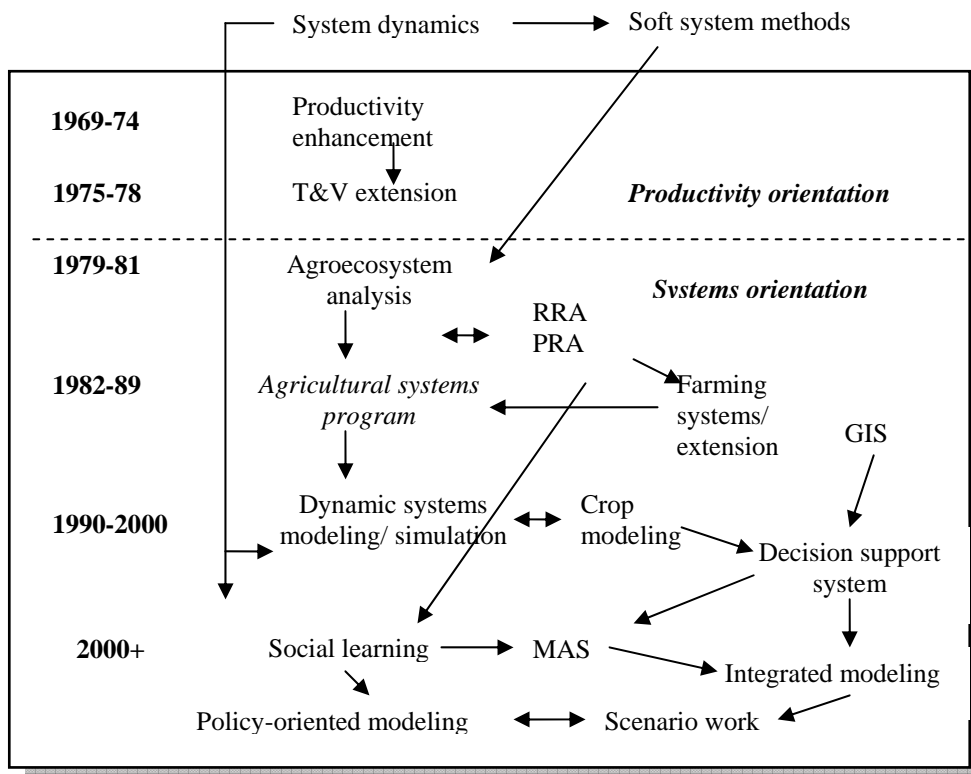 System dynamics
Soft system methods
1969-74
Productivity
enhancement
1975-78
T&V extension
Productivity orientation
1979-81
Agroecosystem
analysis
Systems orientation
RRA
PRA
1982-89
Agricultural systems
program
Farming
systems/
extension
GIS
1990-2000
Dynamic systems
modeling/ simulation
Crop
modeling
Decision support
system
2000+
Social learning
MAS
Integrated modeling
Policy-oriented modeling
Scenario work